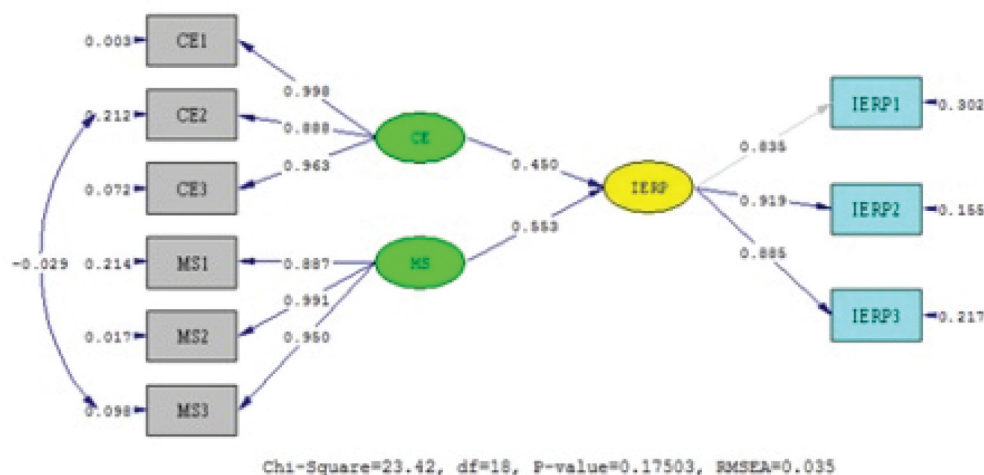 0.003 CE1
0.998
0.212 CE2
0.888
CE
IERP1 0.302
0.835
0.963
0.450
0.072 CE3
IERP
0.919
IERP2 0.155
0.553
-0.029 0.214 MS1
0.887
MS
0.885
0.991
0.017 MS2
0.950
IERP3 0.217
0.098 MS3
Chi-Square=23.42, df=18, P-value=0.17503, RMSEA=0.035